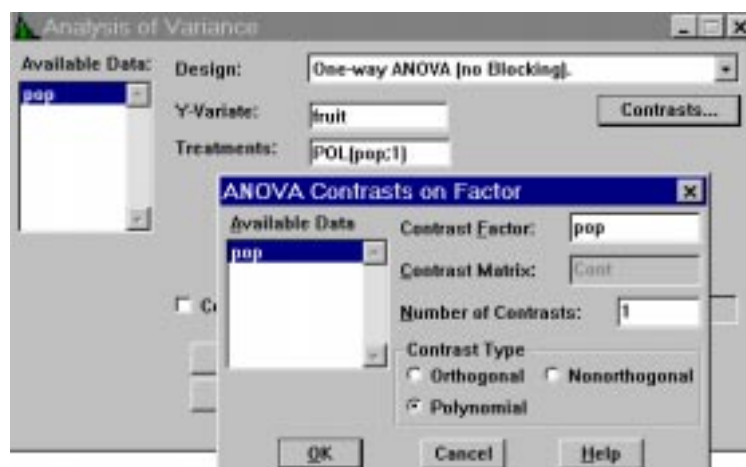 Analysis of Variance
Available Data:
pop
Design:
One-way ANOVA (no Blocking).
Y-Variate:
fruit
Contrasts...
Treatments:
POL(pop;1)
ANOVA Contrasts on Factor
Available Data
pop
Contrast Factor:
pop
Contrast Matrix:
Cont
Number of Contrasts:
1
Contrast Type
Orthogonal
Nonorthogonal
Polynomial
OK
Cancel
Help